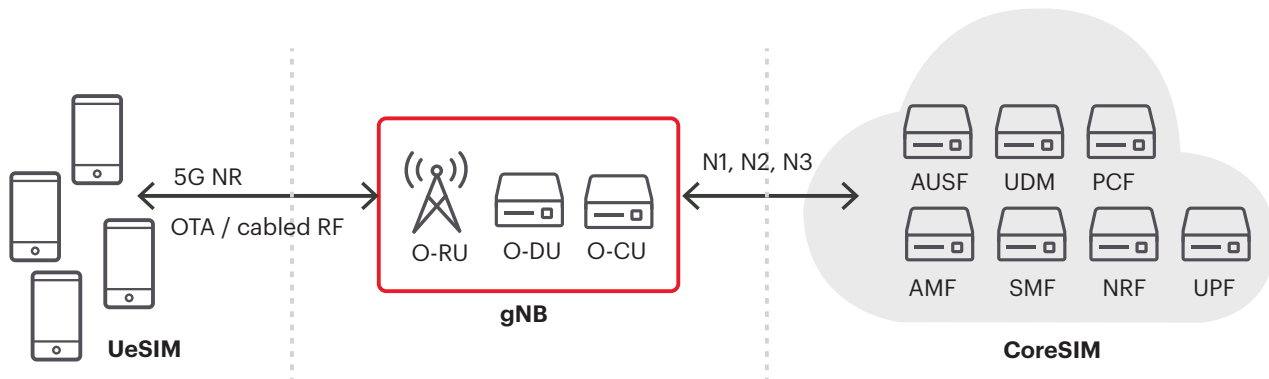 5G NR
OTA / cabled RF
UeSIM
O-RU O-DU O-CU
gNB
N1, N2, N3
AUSF UDM PCF
AMF SMF NRF UPF
CoreSIM